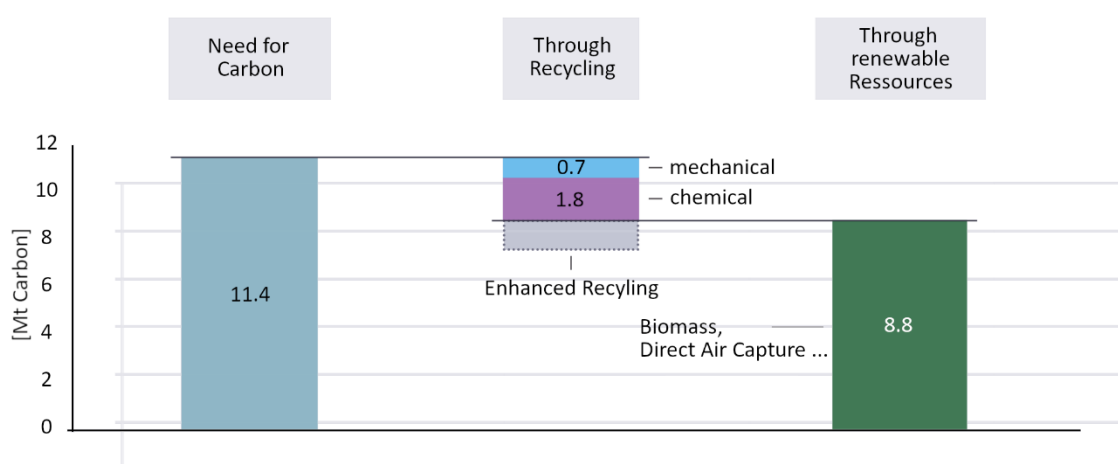 Need for
Carbon
Through
Recycling
Through
renewable
Ressources
12
10
8
6
4
2
0
[Mt Carbon]
11.4
0.7
mechanical
1.8
chemical
Enhanced Recyling
Biomass,
Direct Air Capture ...
8.8